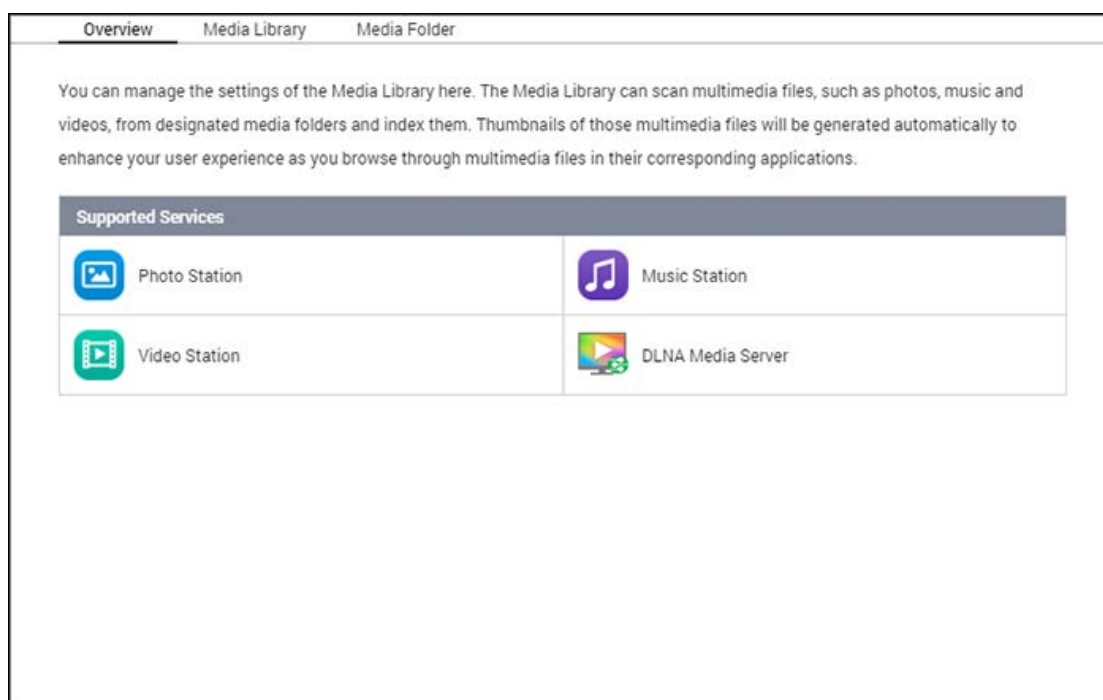 Overview Media Library Media Folder
You can manage the settings of the Media Library here. The Media Library can scan multimedia files, such as photos, music and
videos, from designated media folders and index them. Thumbnails of those multimedia files will be generated automatically to
enhance your user experience as you browse through multimedia files in their corresponding applications.
Supported Services
Photo Station Music Station
Video Station DLNA Media Server